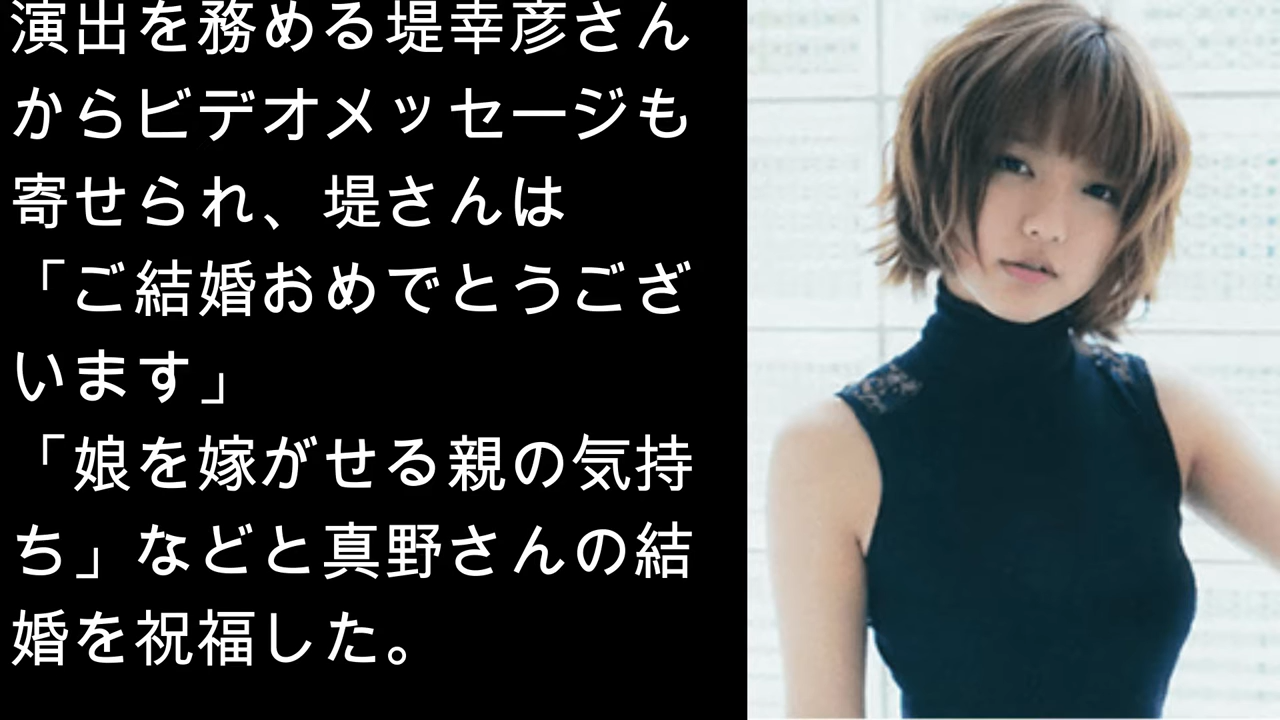 演出を務める堤幸彦さん
からビデオメッセージも
寄せられ、堤さんは
「ご結婚おめでとうござ
います」
「娘を嫁がせる親の気持
ち」などと真野さんの結
婚を祝福した。